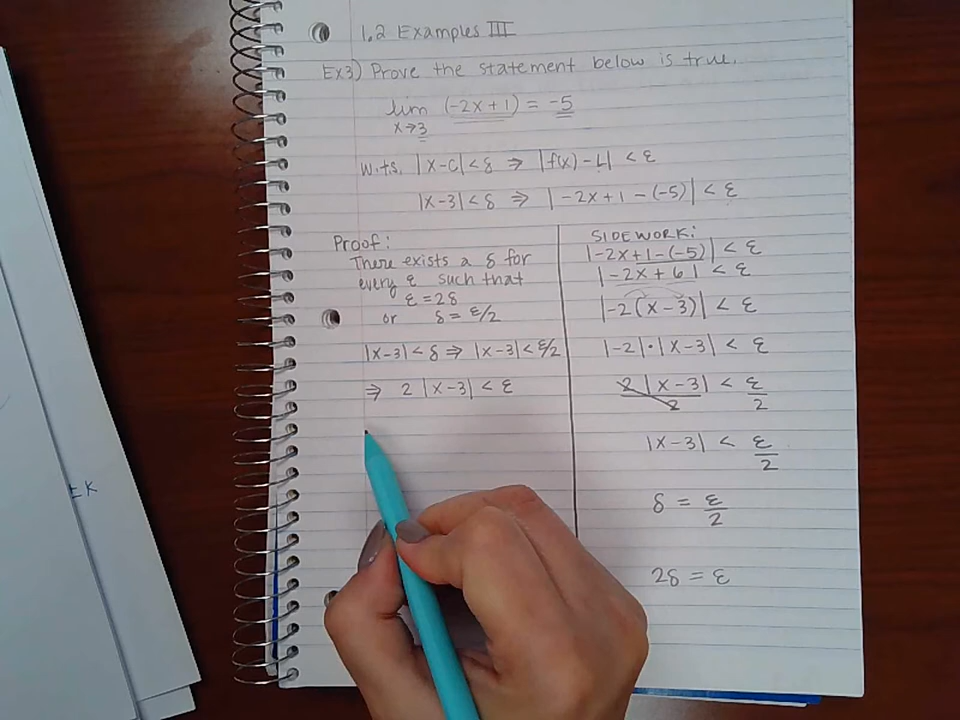 1.2 Examples III
Ex3) Prove the statement below is true.
lim (-2x+1) = -5
x→3
w.t.s. |x-c|<δ ⇒ |f(x)-L| < ε
|x-3|<δ ⇒ |-2x+1-(-5)| < ε
Proof:
There exists a δ for
every ε such that
ε=2δ
or δ=ε/2
|x-3|<δ ⇒ |x-3|<ε/2
⇒ 2|x-3|<ε
SIDEWORK:
|-2x+1-(-5)| < ε
|-2x+6| < ε
|-2(x-3)| < ε
|-2|·|x-3| < ε
2|x-3| < ε
2 2
|x-3| < ε
2
δ = ε
2
2δ = ε
EK